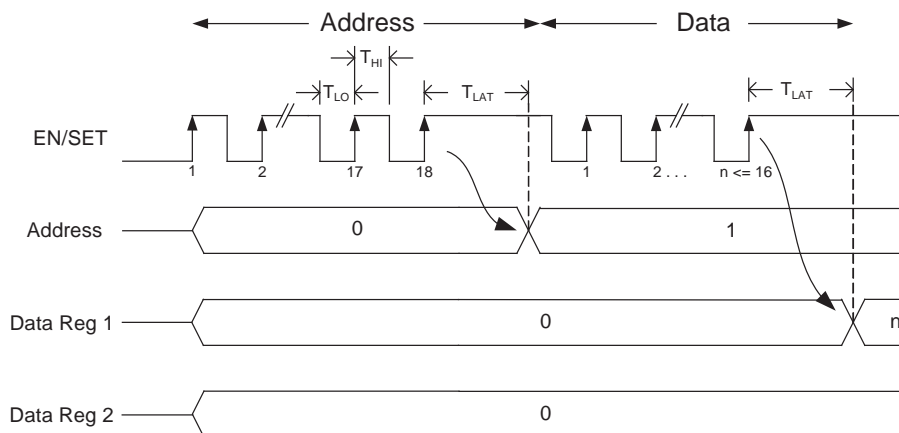 Address Data
T_HI
T_LO T_LAT T_LAT
EN/SET
1 2 17 18 1 2 . . . n <= 16
Address 0 1
Data Reg 1 0 n
Data Reg 2 0